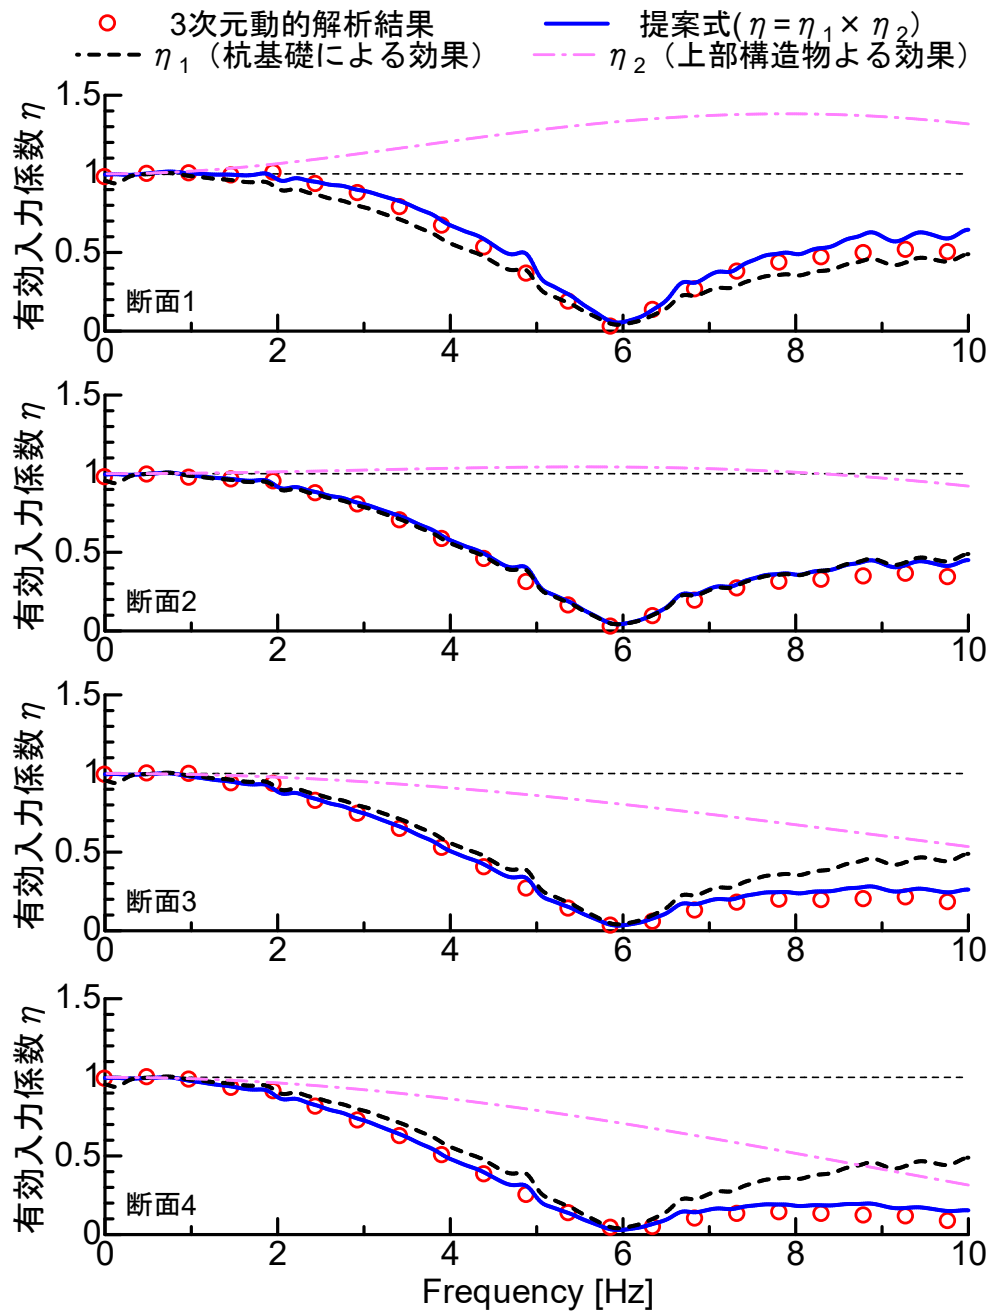 3次元動的解析結果 提案式(η=η1×η2)
η1（杭基礎による効果） η2（上部構造物よる効果）
有効入力係数η
1.5
1
0.5
0
断面1
0 2 4 6 8 10
有効入力係数η
1.5
1
0.5
0
断面2
0 2 4 6 8 10
有効入力係数η
1.5
1
0.5
0
断面3
0 2 4 6 8 10
有効入力係数η
1.5
1
0.5
0
断面4
0 2 4 6 8 10
Frequency [Hz]